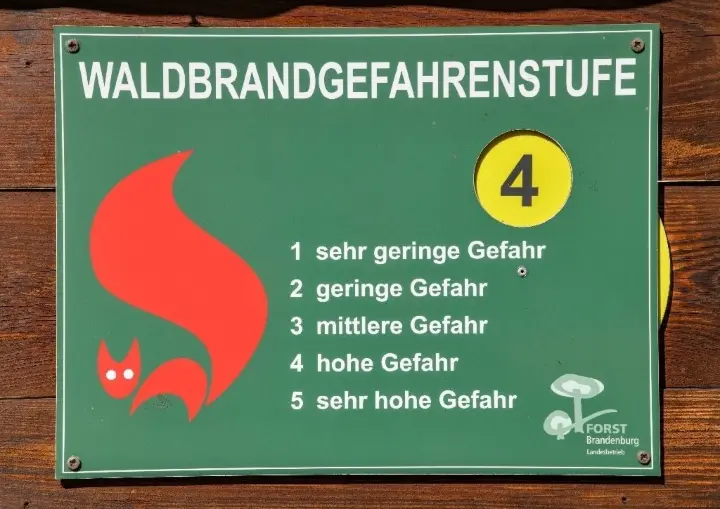 WALDBRANDGEFAHRENSTUFE
4
1 sehr geringe Gefahr
2 geringe Gefahr
3 mittlere Gefahr
4 hohe Gefahr
5 sehr hohe Gefahr
FORST
Brandenburg
Landesbetrieb